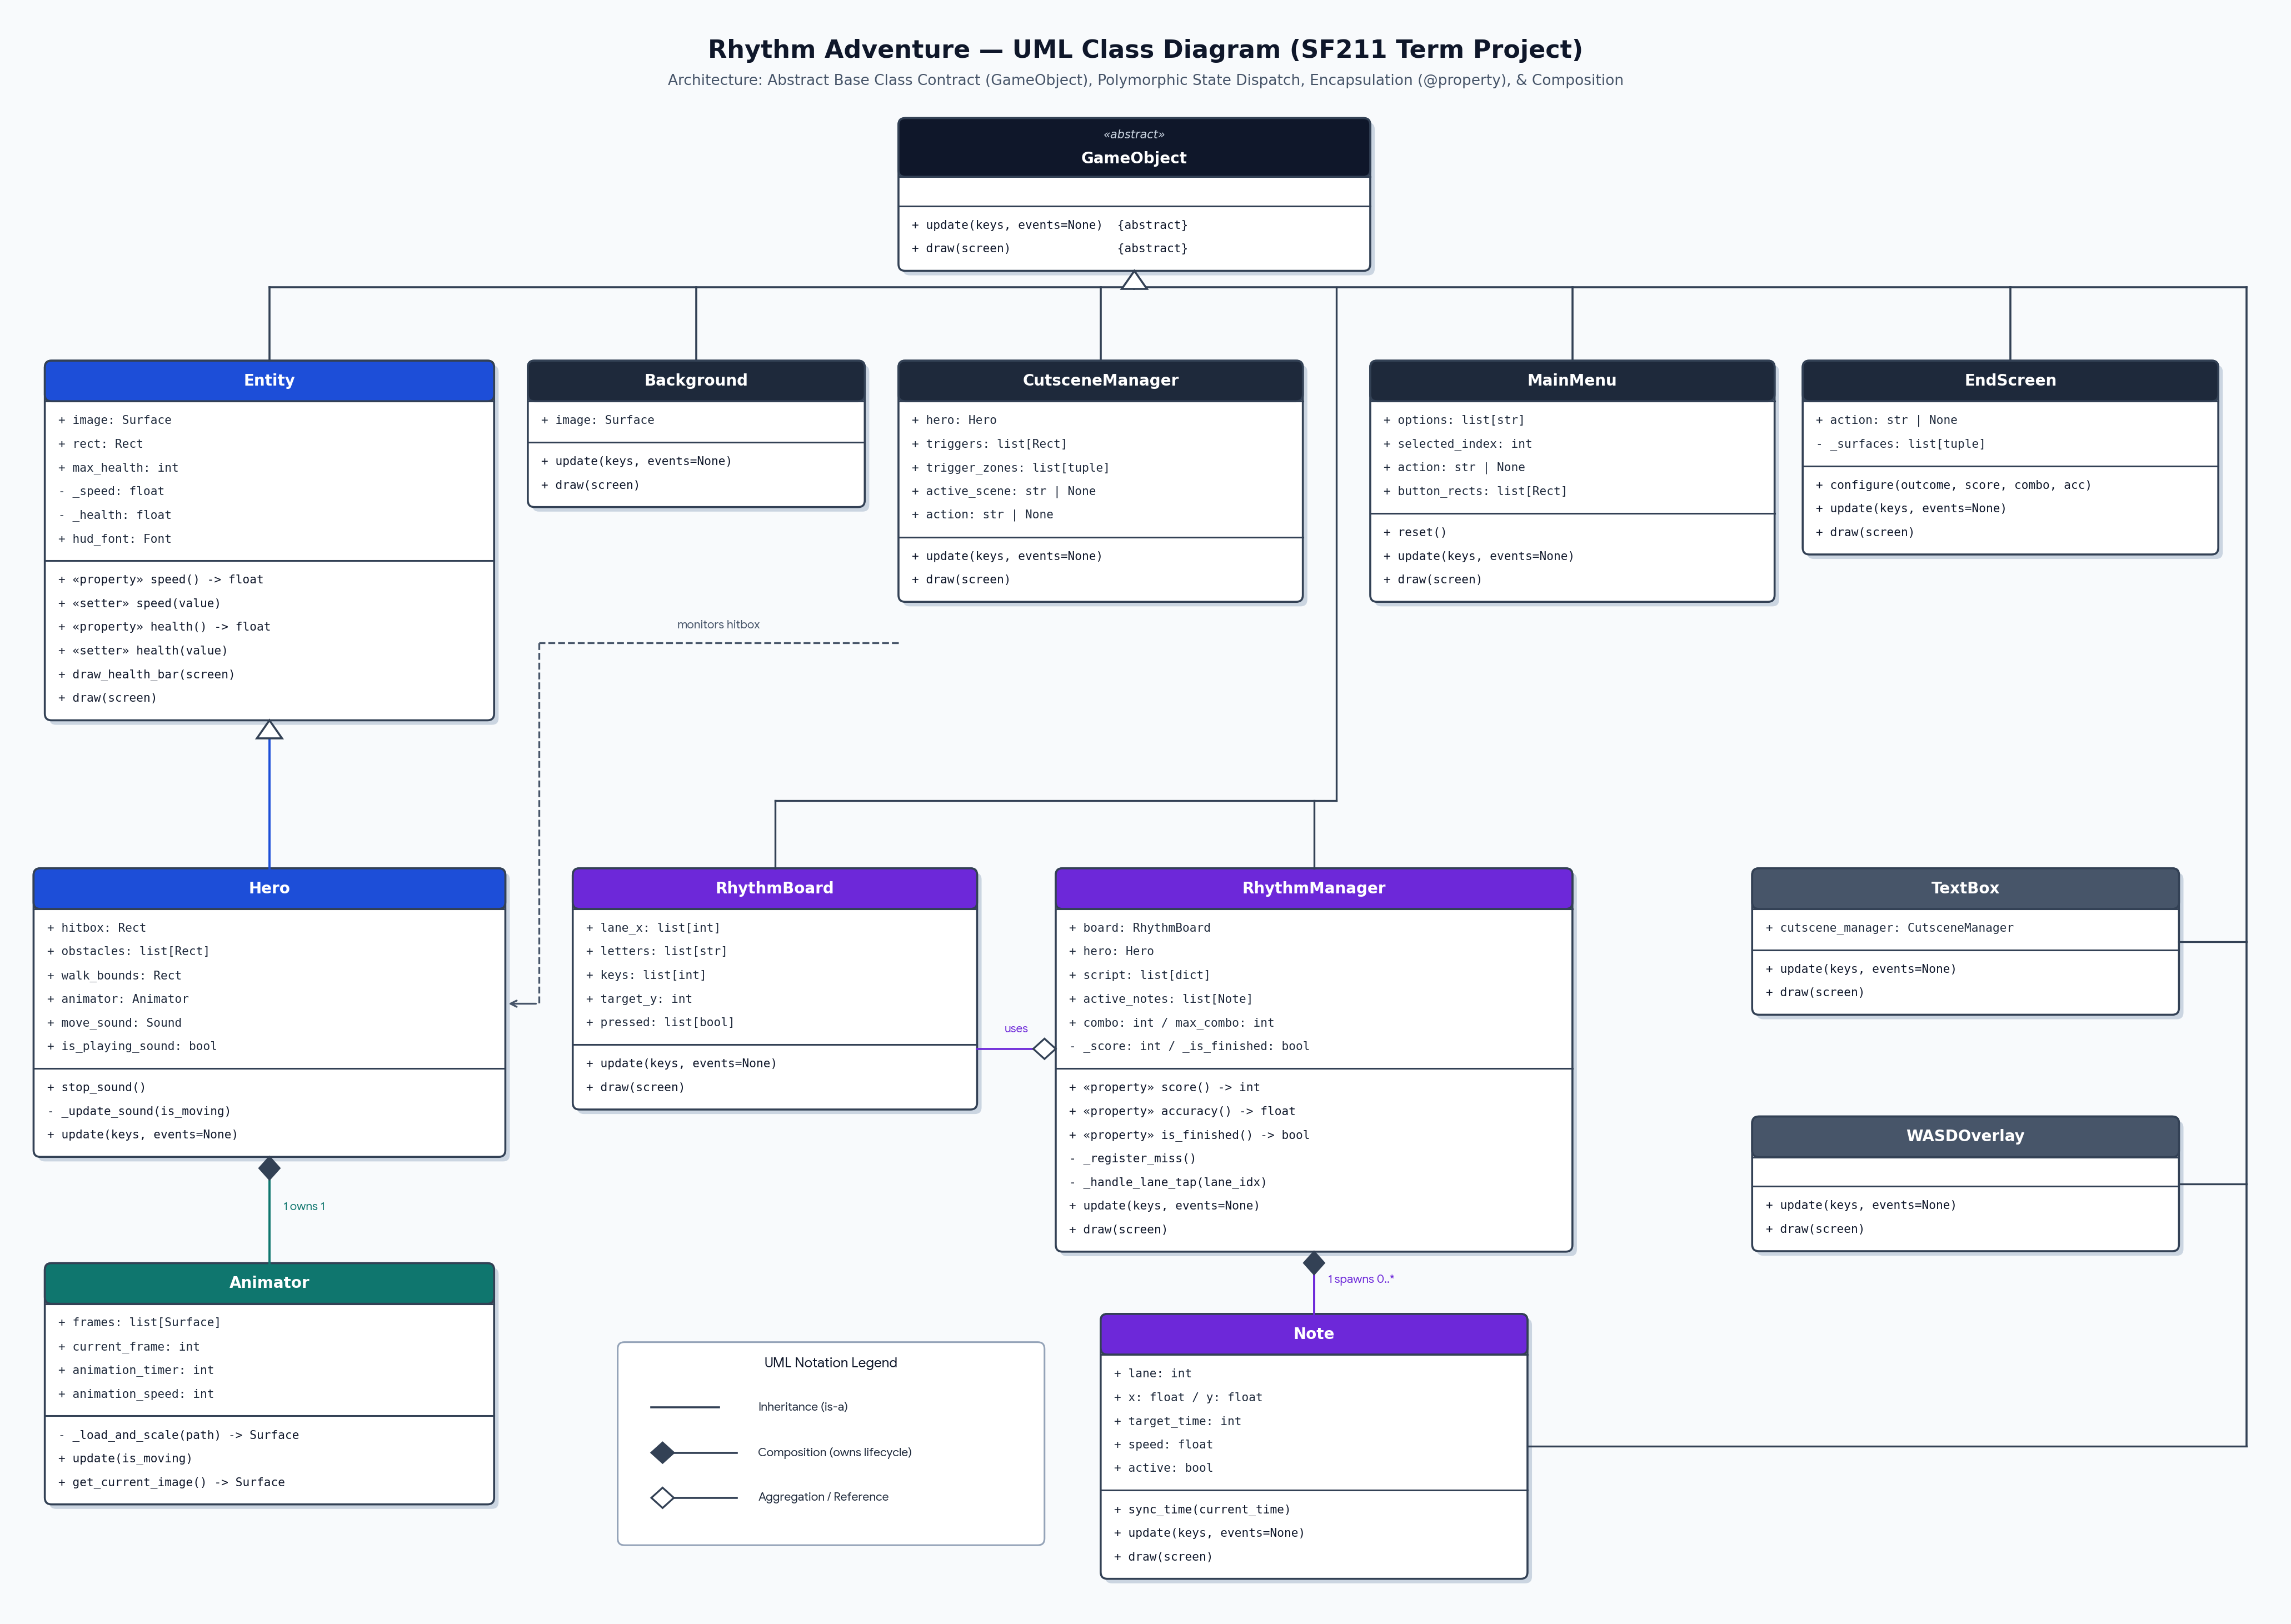 Rhythm Adventure — UML Class Diagram (SF211 Term Project)
Architecture: Abstract Base Class Contract (GameObject), Polymorphic State Dispatch, Encapsulation (@property), & Composition
«abstract»
GameObject
+ update(keys, events=None)  {abstract}
+ draw(screen)               {abstract}
Entity
+ image: Surface
+ rect: Rect
+ max_health: int
- _speed: float
- _health: float
+ hud_font: Font
+ «property» speed() -> float
+ «setter» speed(value)
+ «property» health() -> float
+ «setter» health(value)
+ draw_health_bar(screen)
+ draw(screen)
Background
+ image: Surface
+ update(keys, events=None)
+ draw(screen)
CutsceneManager
+ hero: Hero
+ triggers: list[Rect]
+ trigger_zones: list[tuple]
+ active_scene: str | None
+ action: str | None
+ update(keys, events=None)
+ draw(screen)
MainMenu
+ options: list[str]
+ selected_index: int
+ action: str | None
+ button_rects: list[Rect]
+ reset()
+ update(keys, events=None)
+ draw(screen)
EndScreen
+ action: str | None
- _surfaces: list[tuple]
+ configure(outcome, score, combo, acc)
+ update(keys, events=None)
+ draw(screen)
monitors hitbox
Hero
+ hitbox: Rect
+ obstacles: list[Rect]
+ walk_bounds: Rect
+ animator: Animator
+ move_sound: Sound
+ is_playing_sound: bool
+ stop_sound()
- _update_sound(is_moving)
+ update(keys, events=None)
RhythmBoard
+ lane_x: list[int]
+ letters: list[str]
+ keys: list[int]
+ target_y: int
+ pressed: list[bool]
+ update(keys, events=None)
+ draw(screen)
uses
RhythmManager
+ board: RhythmBoard
+ hero: Hero
+ script: list[dict]
+ active_notes: list[Note]
+ combo: int / max_combo: int
- _score: int / _is_finished: bool
+ «property» score() -> int
+ «property» accuracy() -> float
+ «property» is_finished() -> bool
- _register_miss()
- _handle_lane_tap(lane_idx)
+ update(keys, events=None)
+ draw(screen)
TextBox
+ cutscene_manager: CutsceneManager
+ update(keys, events=None)
+ draw(screen)
WASDOverlay
+ update(keys, events=None)
+ draw(screen)
1 owns 1
Animator
+ frames: list[Surface]
+ current_frame: int
+ animation_timer: int
+ animation_speed: int
- _load_and_scale(path) -> Surface
+ update(is_moving)
+ get_current_image() -> Surface
1 spawns 0..*
Note
+ lane: int
+ x: float / y: float
+ target_time: int
+ speed: float
+ active: bool
+ sync_time(current_time)
+ update(keys, events=None)
+ draw(screen)
UML Notation Legend
Inheritance (is-a)
Composition (owns lifecycle)
Aggregation / Reference